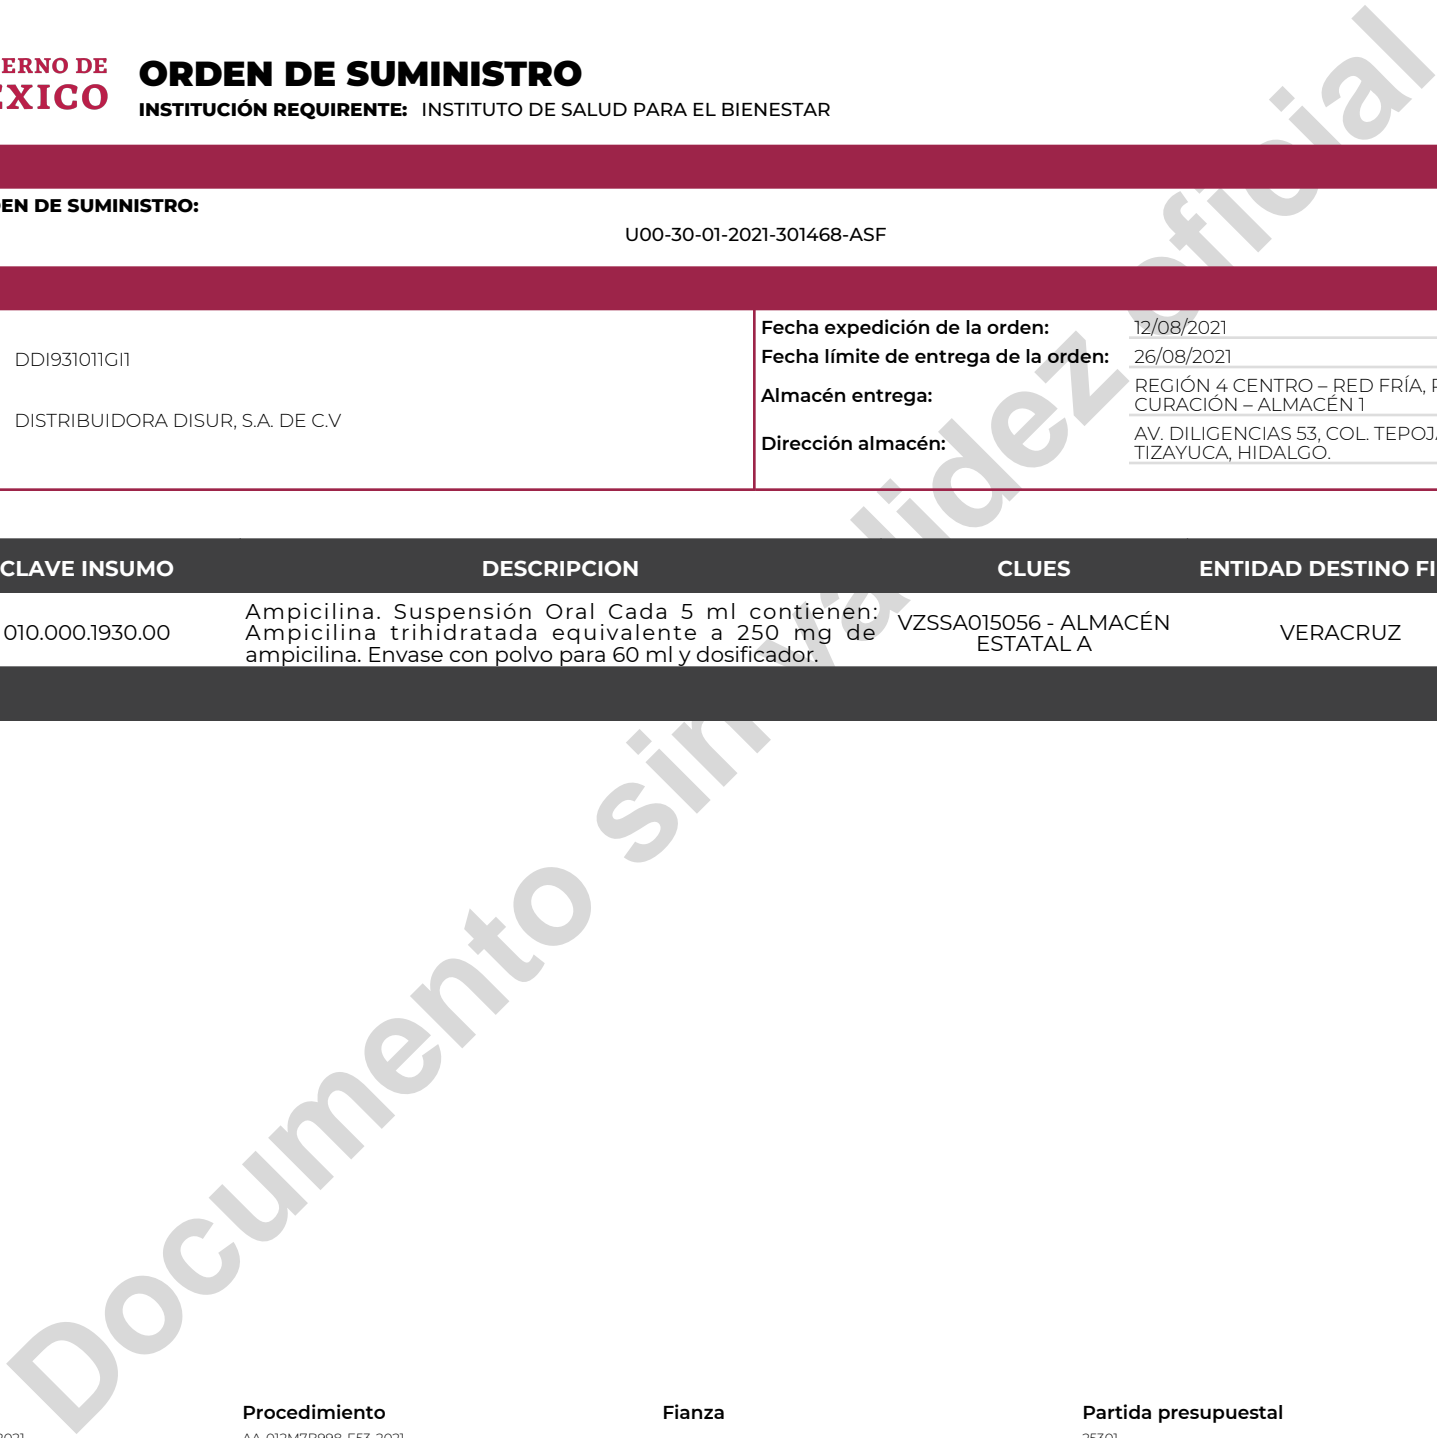 ERNO DE
ORDEN DE SUMINISTRO
INSTITUCIÓN REQUIRENTE: INSTITUTO DE SALUD PARA EL BIENESTAR
EN DE SUMINISTRO:
U00-30-01-2021-301468-ASF
DDI931011GI1
DISTRIBUIDORA DISUR, S.A. DE C.V
Fecha expedición de la orden: 12/08/2021
Fecha límite de entrega de la orden: 26/08/2021
Almacén entrega:
REGIÓN 4 CENTRO – RED FRÍA,
CURACIÓN – ALMACÉN 1
Dirección almacén:
AV. DILIGENCIAS 53, COL. TEPOJ
TIZAYUCA, HIDALGO.
CLAVE INSUMO DESCRIPCION CLUES ENTIDAD DESTINO FI
010.000.1930.00
Ampicilina. Suspensión Oral Cada 5 ml contienen:
Ampicilina trihidratada equivalente a 250 mg de
ampicilina. Envase con polvo para 60 ml y dosificador.
VZSSA015056 - ALMACÉN
ESTATAL A
VERACRUZ
Documento sin validez oficial
Procedimiento Fianza Partida presupuestal